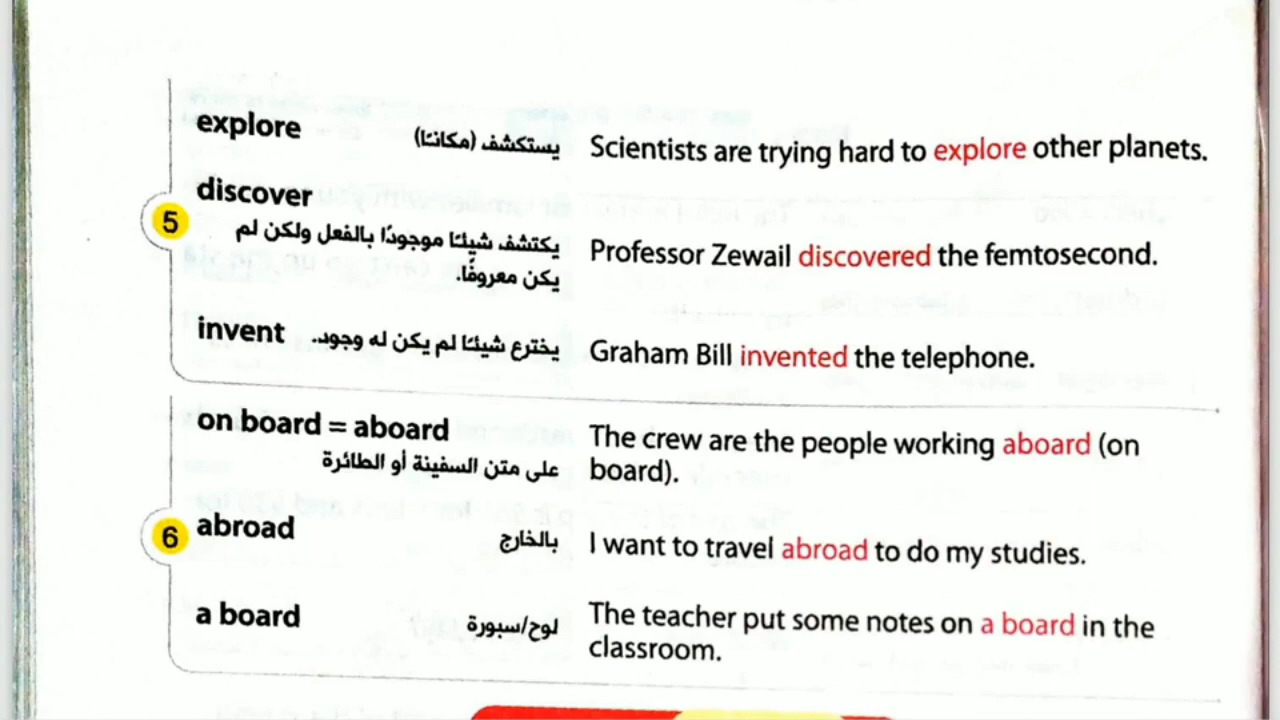 explore يستكشف (مكانًا) Scientists are trying hard to explore other planets.
5
discover
يكتشف شيئًا موجودًا بالفعل ولكن لم
يكن معروفًا.
Professor Zewail discovered the femtosecond.
invent يخترع شيئًا لم يكن له وجود. Graham Bill invented the telephone.
6
on board = aboard
على متن السفينة أو الطائرة
The crew are the people working aboard (on
board).
abroad بالخارج I want to travel abroad to do my studies.
a board لوح/سبورة The teacher put some notes on a board in the
classroom.